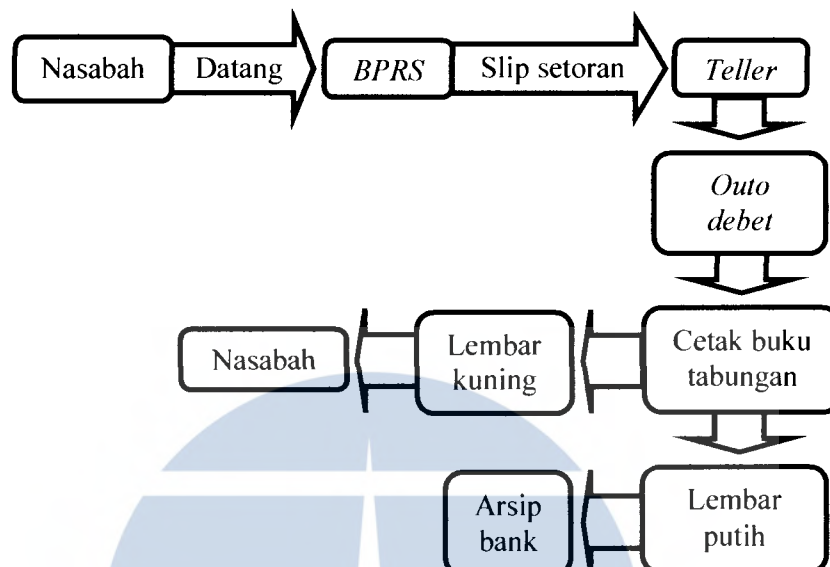 Nasabah Datang BPRS Slip setoran Teller
Outo
debet
Nasabah
Lembar
kuning
Cetak buku
tabungan
Arsip
bank
Lembar
putih